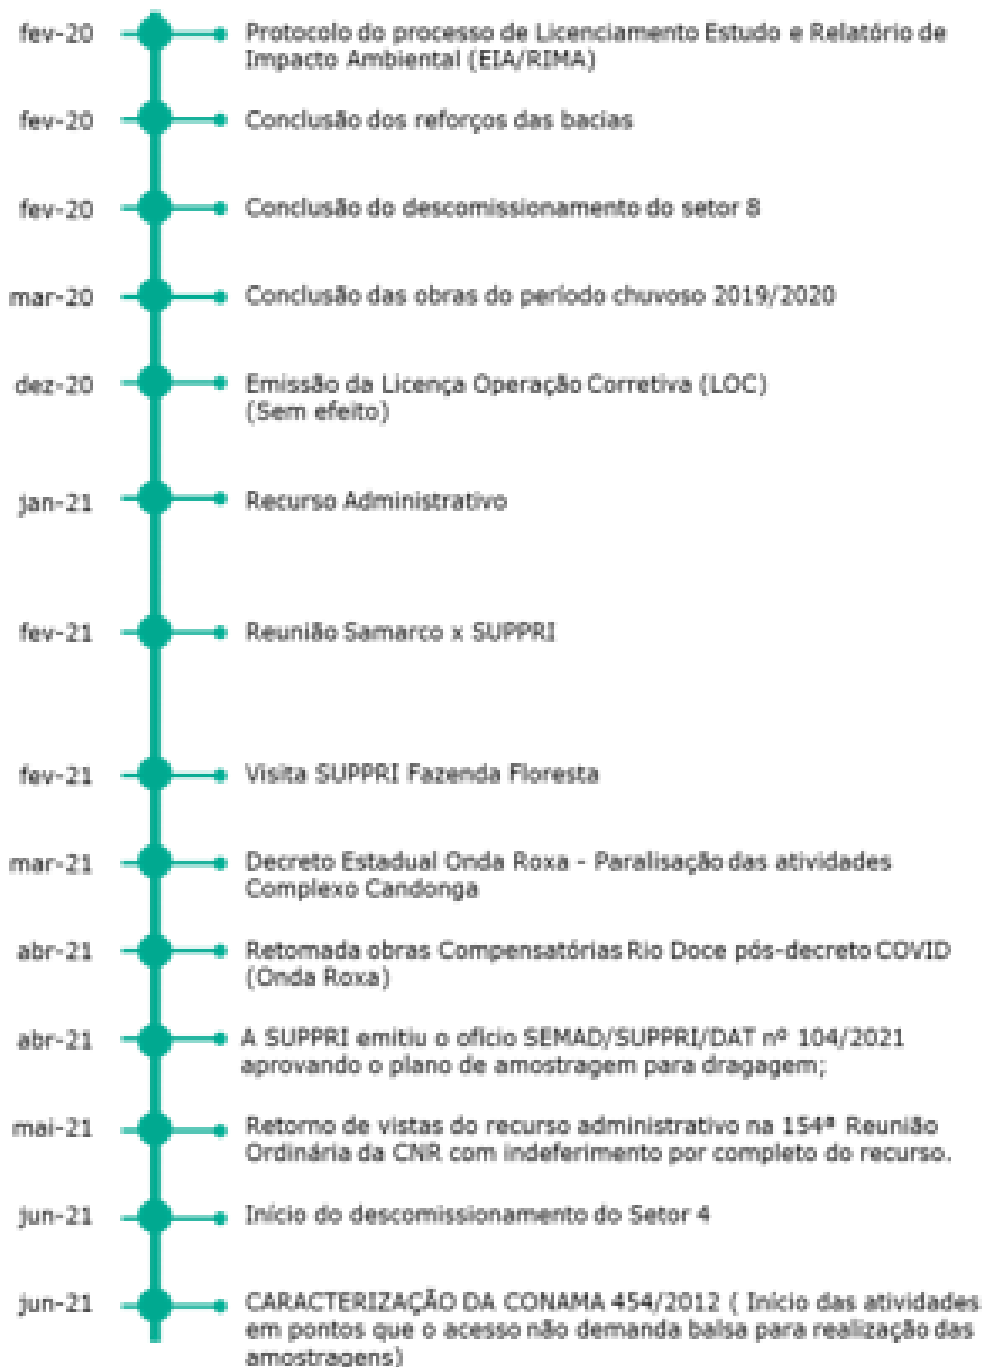 fev-20
Protocolo do processo de Licenciamento Estudo e Relatório de
Impacto Ambiental (EIA/RIMA)
fev-20
Conclusão dos reforços das bacias
fev-20
Conclusão do descomissionamento do setor 8
mar-20
Conclusão das obras do período chuvoso 2019/2020
dez-20
Emissão da Licença Operação Corretiva (LOC)
(Sem efeito)
jan-21
Recurso Administrativo
fev-21
Reunião Samarco x SUPPRI
fev-21
Visita SUPPRI Fazenda Floresta
mar-21
Decreto Estadual Onda Roxa - Paralisação das atividades
Complexo Candonga
abr-21
Retomada obras Compensatórias Rio Doce pós-decreto COVID
(Onda Roxa)
abr-21
A SUPPRI emitiu o ofício SEMAD/SUPPRI/DAT nº 104/2021
aprovando o plano de amostragem para dragagem;
mai-21
Retorno de vistas do recurso administrativo na 154ª Reunião
Ordinária da CNR com indeferimento por completo do recurso.
jun-21
Início do descomissionamento do Setor 4
jun-21
CARACTERIZAÇÃO DA CONAMA 454/2012 ( Início das atividades
em pontos que o acesso não demanda balsa para realização das
amostragens)